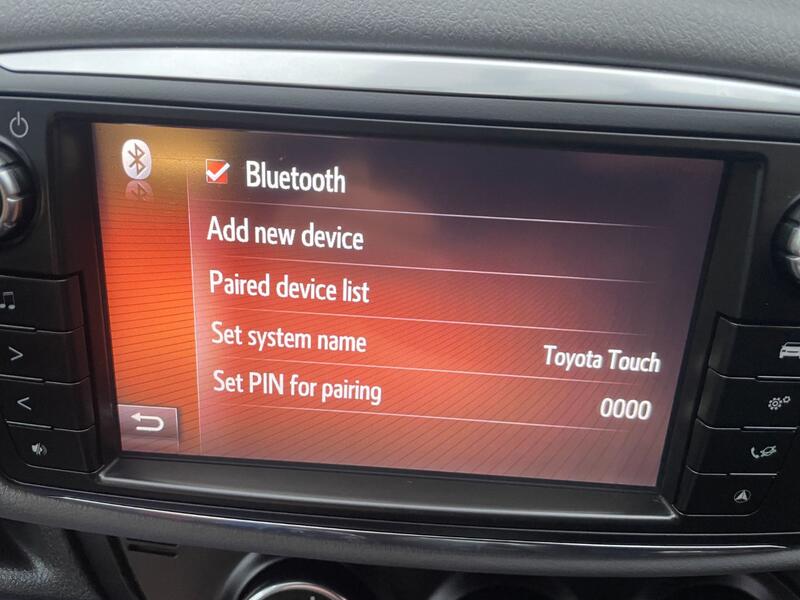 Bluetooth
Add new device
Paired device list
Set system name Toyota Touch
Set PIN for pairing 0000